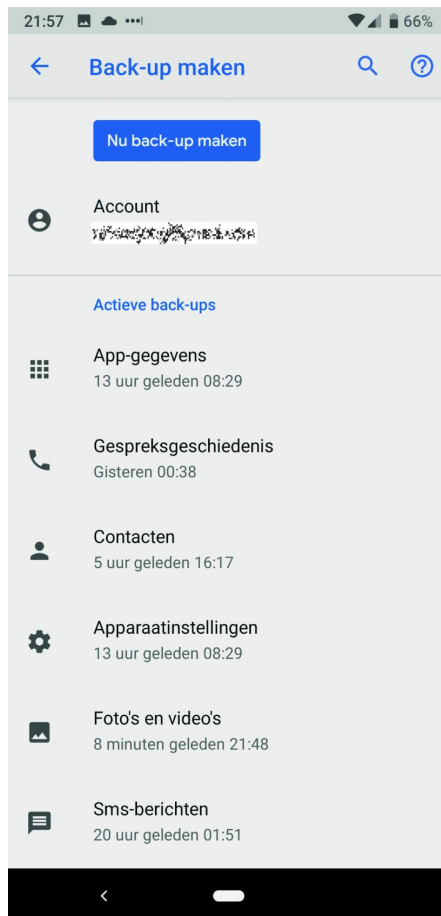 21:57
66%
Back-up maken
Nu back-up maken
Account
Actieve back-ups
App-gegevens
13 uur geleden 08:29
Gespreksgeschiedenis
Gisteren 00:38
Contacten
5 uur geleden 16:17
Apparaatinstellingen
13 uur geleden 08:29
Foto's en video's
8 minuten geleden 21:48
Sms-berichten
20 uur geleden 01:51